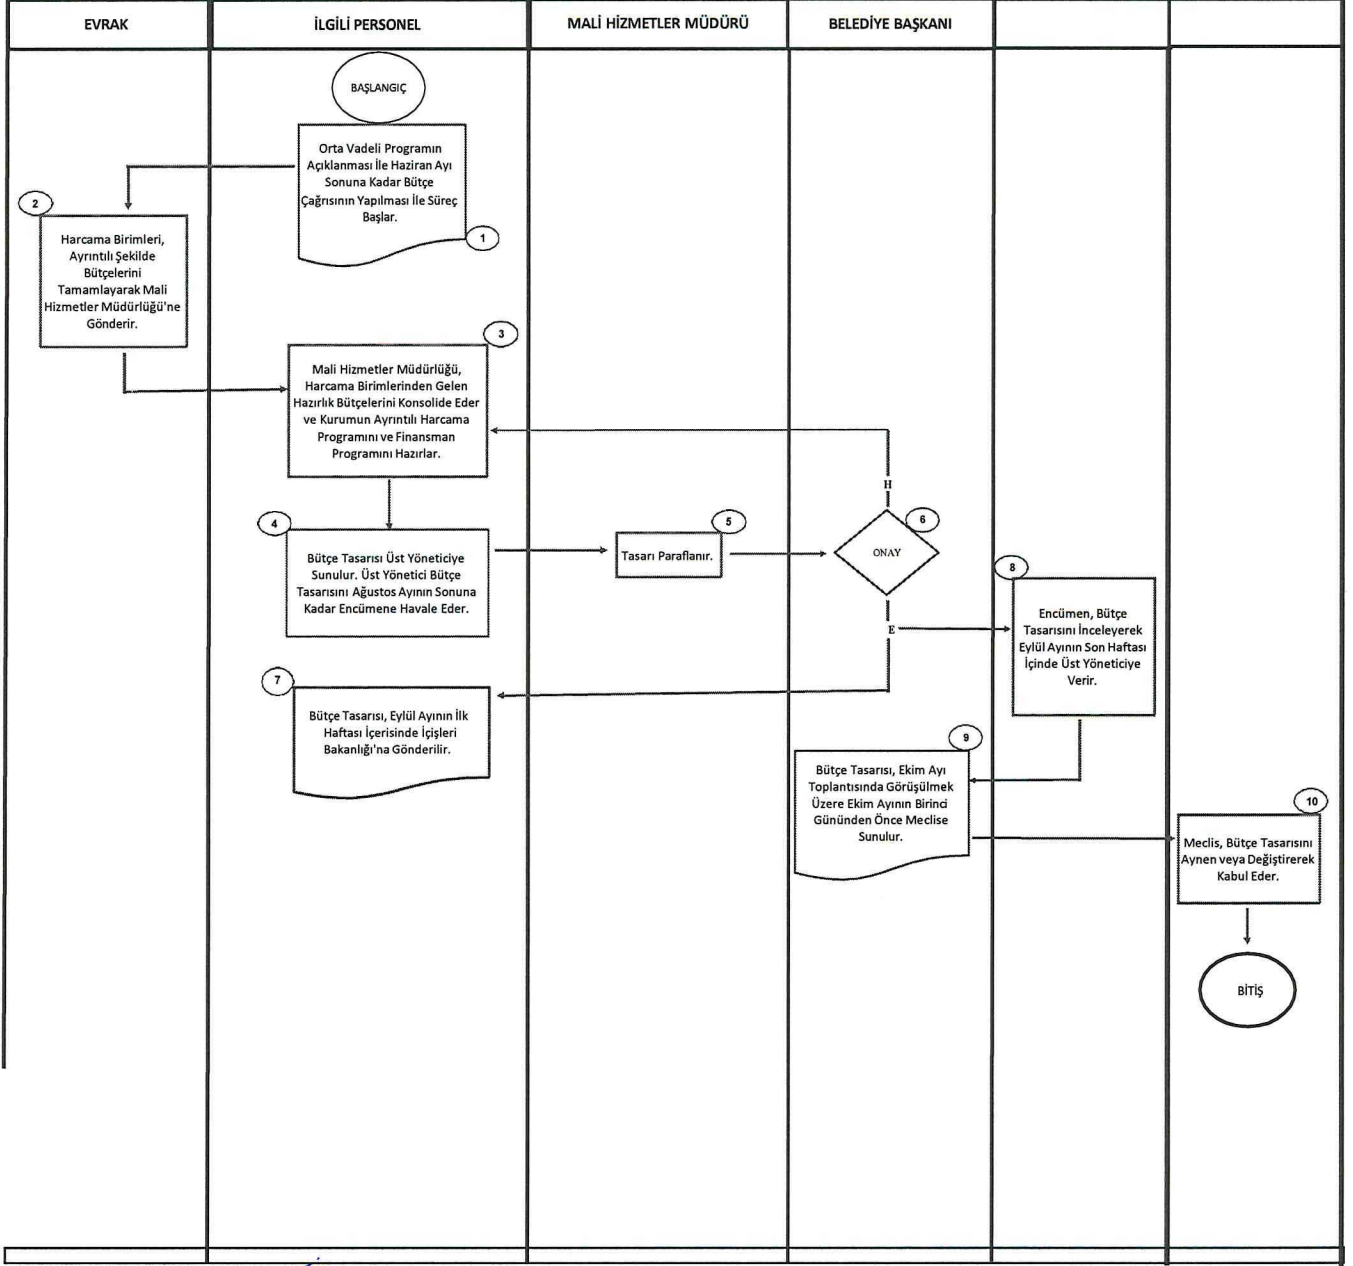 EVRAK
İLGİLİ PERSONEL
MALİ HİZMETLER MÜDÜRÜ
BELEDİYE BAŞKANI
BAŞLANGIÇ
Orta Vadeli Programın
Açıklanması İle Haziran Ayı
Sonuna Kadar Bütçe
Çağrısının Yapılması İle Süreç
Başlar.
1
2
Harcama Birimleri,
Ayrıntılı Şekilde
Bütçelerini
Tamamlayarak Mali
Hizmetler Müdürlüğü'ne
Gönderir.
3
Mali Hizmetler Müdürlüğü,
Harcama Birimlerinden Gelen
Hazırlık Bütçelerini Konsolide Eder
ve Kurumun Ayrıntılı Harcama
Programını ve Finansman
Programını Hazırlar.
4
Bütçe Tasarısı Üst Yöneticiye
Sunulur. Üst Yönetici Bütçe
Tasarısını Ağustos Ayının Sonuna
Kadar Encümene Havale Eder.
5
Tasarı Paraflanır.
H
6
ONAY
E
7
Bütçe Tasarısı, Eylül Ayının İlk
Haftası İçerisinde İçişleri
Bakanlığı'na Gönderilir.
8
Encümen, Bütçe
Tasarısını İnceleyerek
Eylül Ayının Son Haftası
İçinde Üst Yöneticiye
Verir.
9
Bütçe Tasarısı, Ekim Ayı
Toplantısında Görüşülmek
Üzere Ekim Ayının Birinci
Gününden Önce Meclise
Sunulur.
10
Meclis, Bütçe Tasarısını
Aynen veya Değiştirerek
Kabul Eder.
BİTİŞ